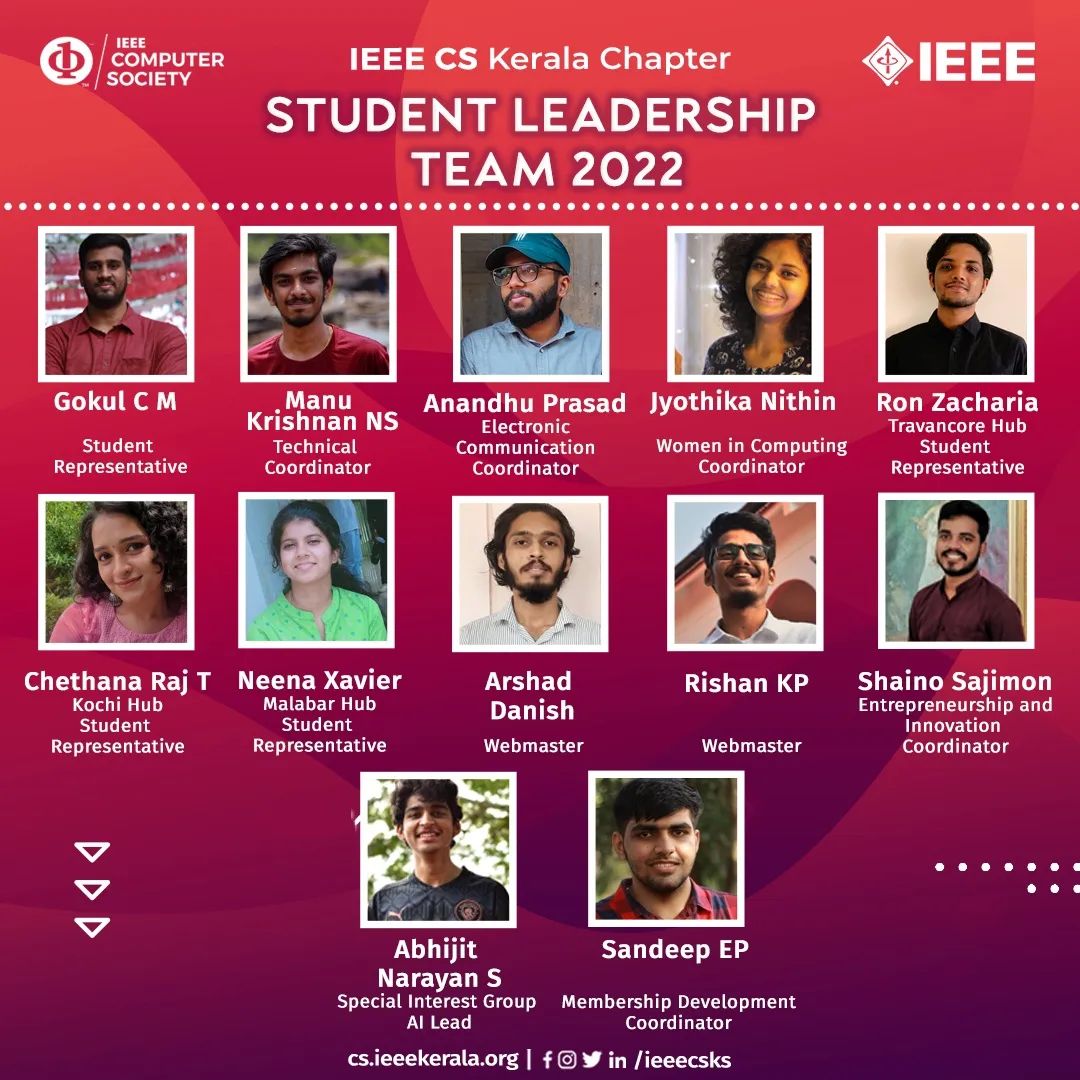 IEEE
COMPUTER
SOCIETY
IEEE CS Kerala Chapter
IEEE
STUDENT LEADERSHIP
TEAM 2022
Gokul C M
Student
Representative
Manu
Krishnan NS
Technical
Coordinator
Anandhu Prasad
Electronic
Communication
Coordinator
Jyothika Nithin
Women in Computing
Coordinator
Ron Zacharia
Travancore Hub
Student
Representative
Chethana Raj T
Kochi Hub
Student
Representative
Neena Xavier
Malabar Hub
Student
Representative
Arshad
Danish
Webmaster
Rishan KP
Webmaster
Shaino Sajimon
Entrepreneurship and
Innovation
Coordinator
Abhijit
Narayan S
Special Interest Group
AI Lead
Sandeep EP
Membership Development
Coordinator
cs.ieeekerala.org | /ieeecsks